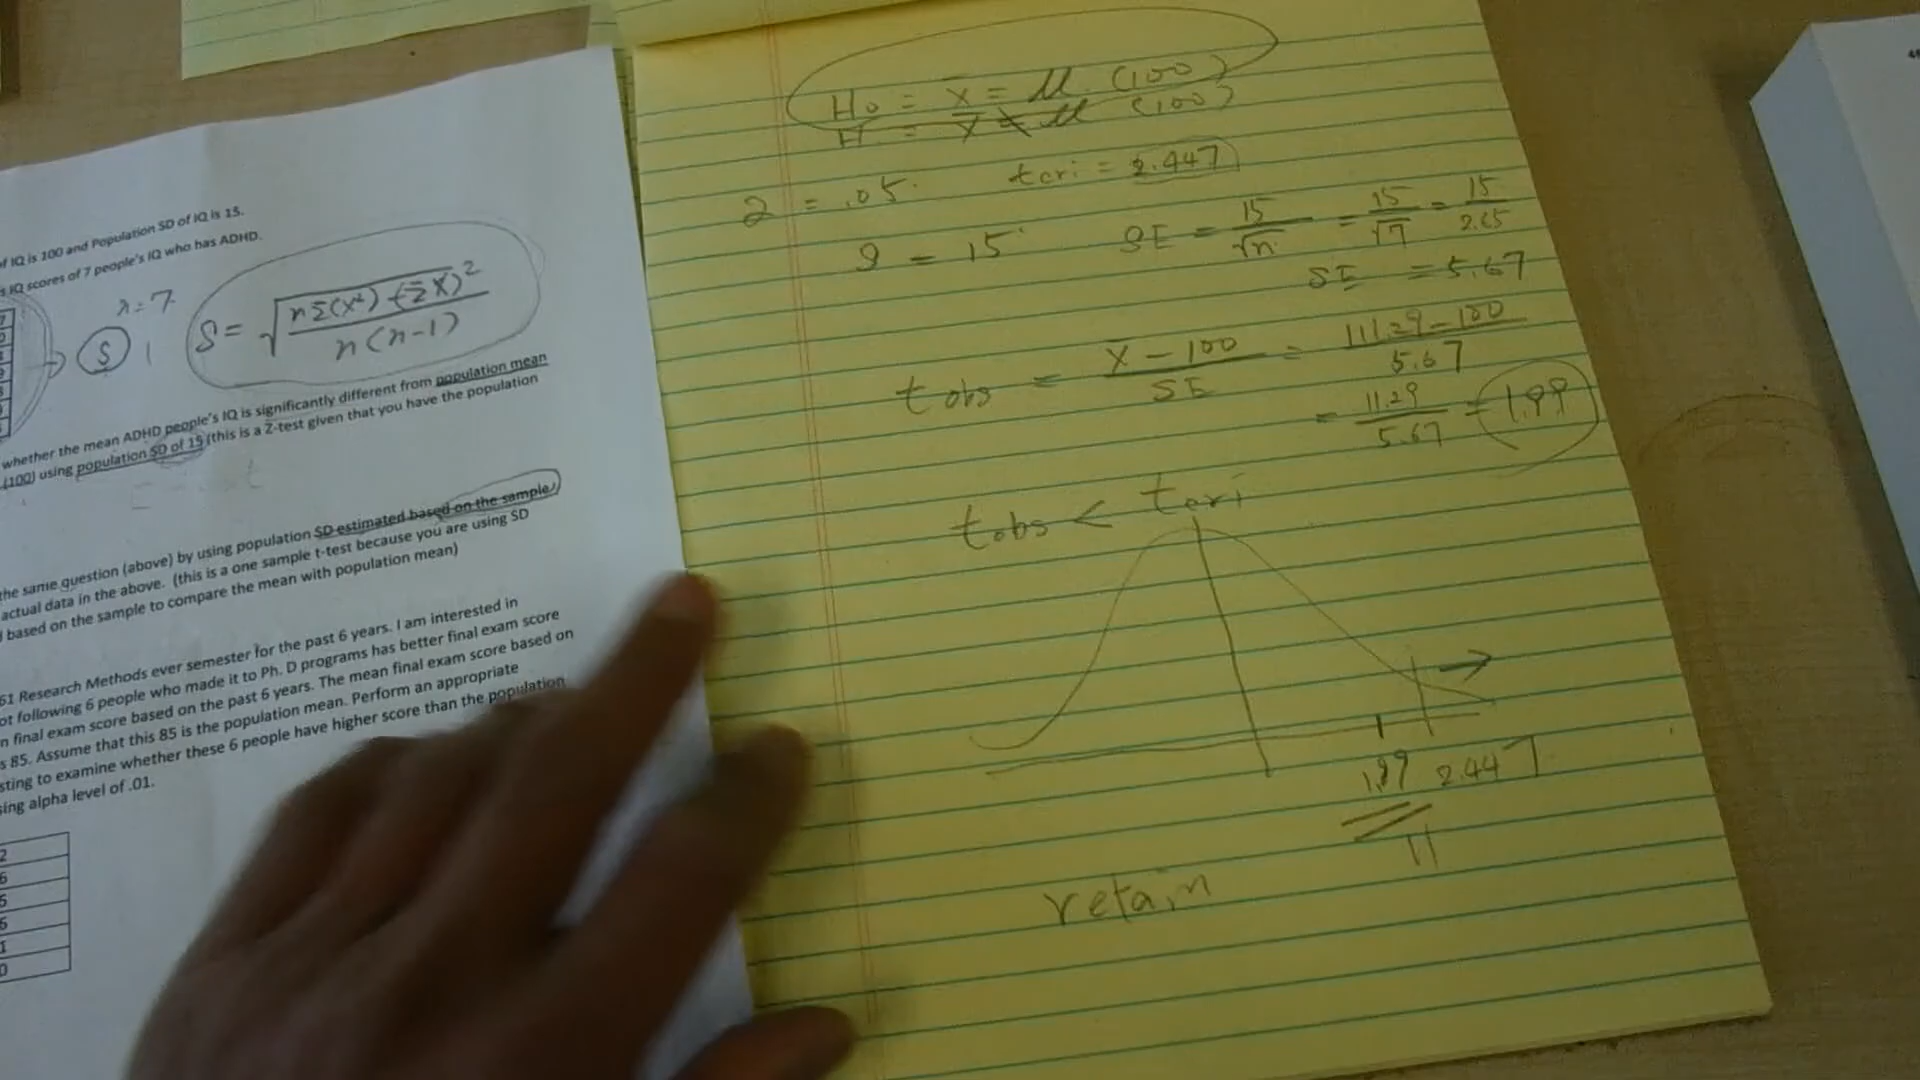 f IQ is 100 and Population SD of IQ is 15.
s IQ scores of 7 people's IQ who has ADHD.
n = 7
S
S = √ n Σ(X²) - (ΣX)² / n(n-1)
whether the mean ADHD people's IQ is significantly different from population mean
(100) using population SD of 15 (this is a Z-test given that you have the population
the same question (above) by using population SD estimated based on the sample
actual data in the above. (this is a one sample t-test because you are using SD
based on the sample to compare the mean with population mean)
61 Research Methods ever semester for the past 6 years. I am interested in
ot following 6 people who made it to Ph. D programs has better final exam score
n final exam score based on the past 6 years. The mean final exam score based on
s 85. Assume that this 85 is the population mean. Perform an appropriate
sting to examine whether these 6 people have higher score than the population
ing alpha level of .01.
2
6
5
5
1
0
H0 = X̄ = μ (100)
H = X̄ ≠ μ (100)
2 = .05 tcri = 2.447
S = 15 SE = 15/√n = 15/√7 = 15/2.65
SE = 5.67
tobs = X̄ - 100 / SE = 111.29 - 100 / 5.67
= 11.29 / 5.67 = 1.99
tobs < tcri
1.99 2.447
retain